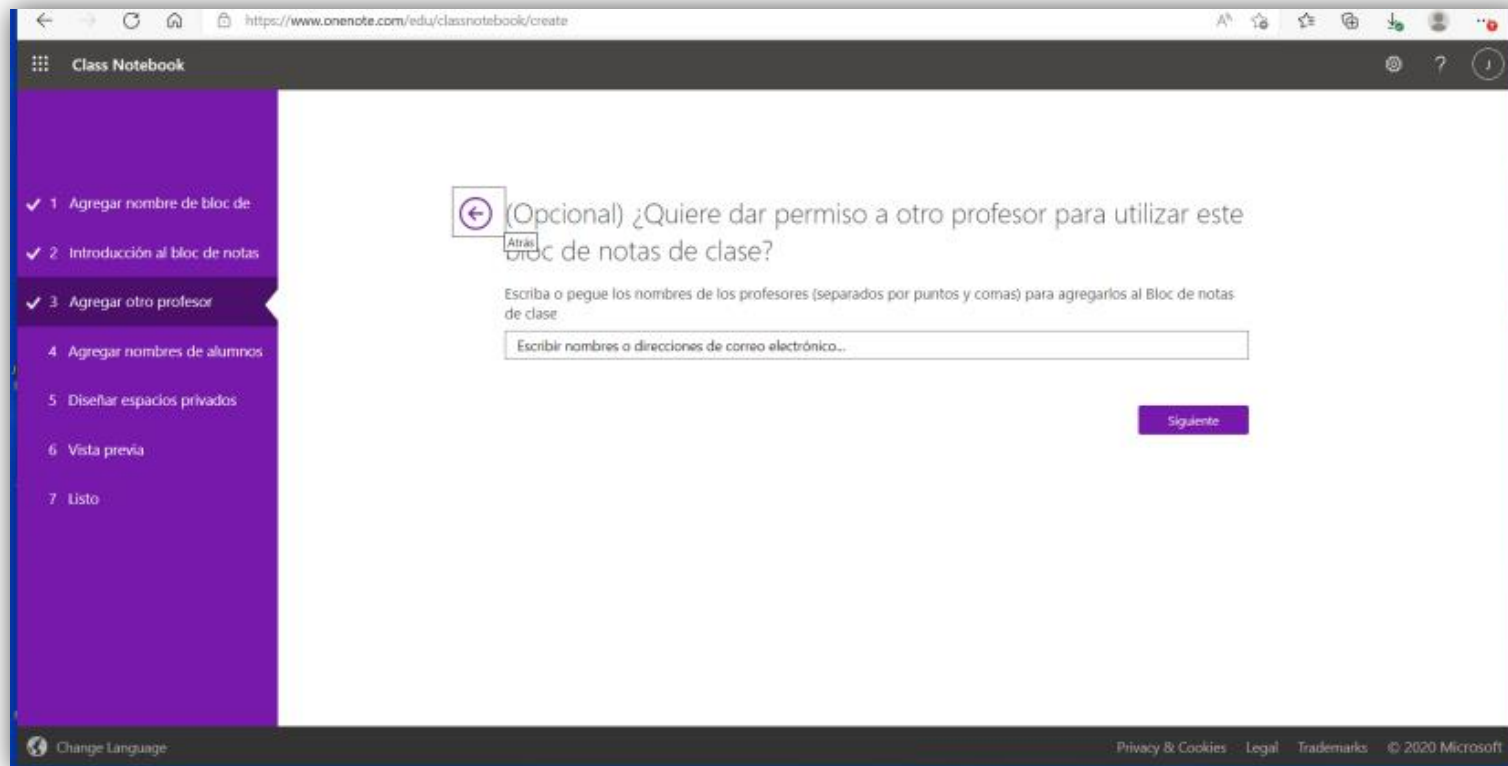 https://www.onenote.com/edu/classnotebook/create
Class Notebook
? J
✓ 1 Agregar nombre de bloc de
✓ 2 Introducción al bloc de notas
✓ 3 Agregar otro profesor
4 Agregar nombres de alumnos
5 Diseñar espacios privados
6 Vista previa
7 Listo
(Opcional) ¿Quiere dar permiso a otro profesor para utilizar este
bloc de notas de clase?
Atrás
Escriba o pegue los nombres de los profesores (separados por puntos y comas) para agregarlos al Bloc de notas
de clase
Escribir nombres o direcciones de correo electrónico...
Siguiente
Change Language
Privacy & Cookies Legal Trademarks © 2020 Microsoft